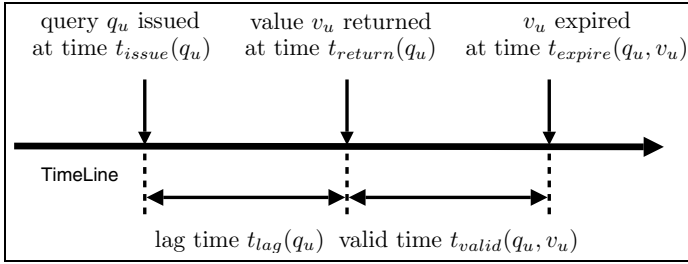 query q_u issued
at time t_issue(q_u)
value v_u returned
at time t_return(q_u)
v_u expired
at time t_expire(q_u, v_u)
TimeLine
lag time t_lag(q_u)
valid time t_valid(q_u, v_u)